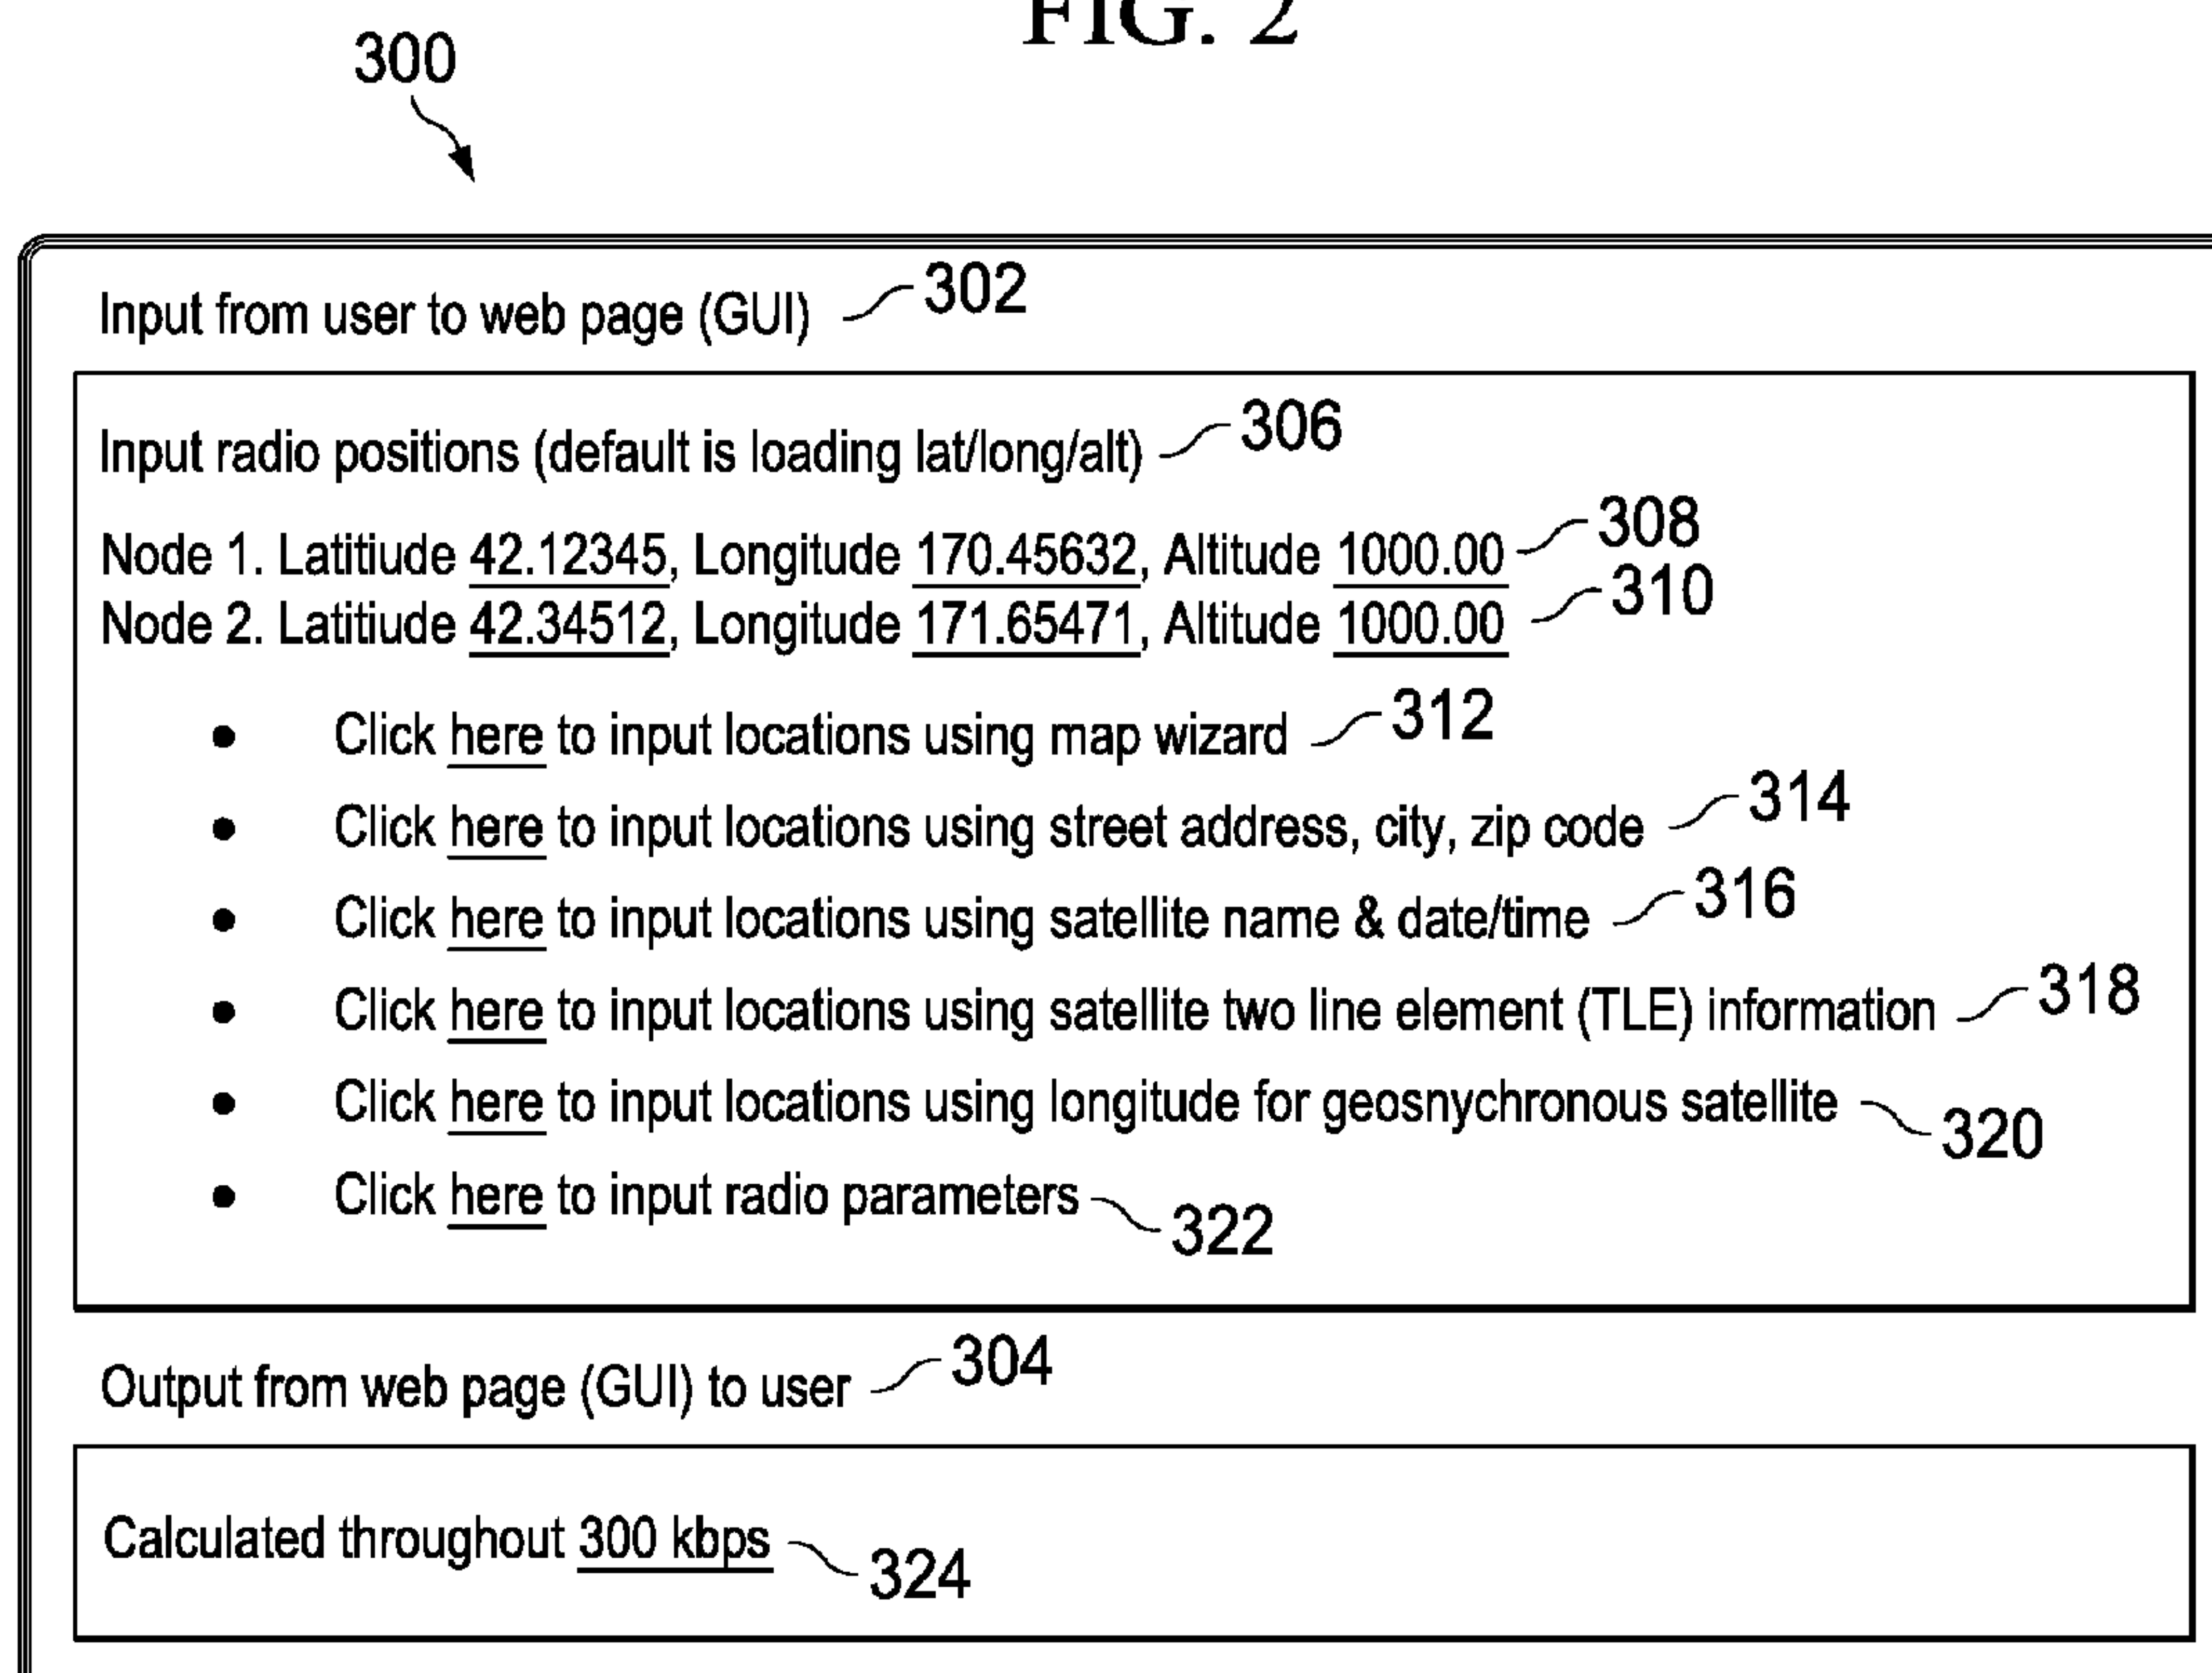 FIG. 2
300
Input from user to web page (GUI) 302
Input radio positions (default is loading lat/long/alt) 306
Node 1. Latitiude 42.12345, Longitude 170.45632, Altitude 1000.00 308
Node 2. Latitiude 42.34512, Longitude 171.65471, Altitude 1000.00 310
• Click here to input locations using map wizard 312
• Click here to input locations using street address, city, zip code 314
• Click here to input locations using satellite name & date/time 316
• Click here to input locations using satellite two line element (TLE) information 318
• Click here to input locations using longitude for geosnychronous satellite 320
• Click here to input radio parameters 322
Output from web page (GUI) to user 304
Calculated throughout 300 kbps 324